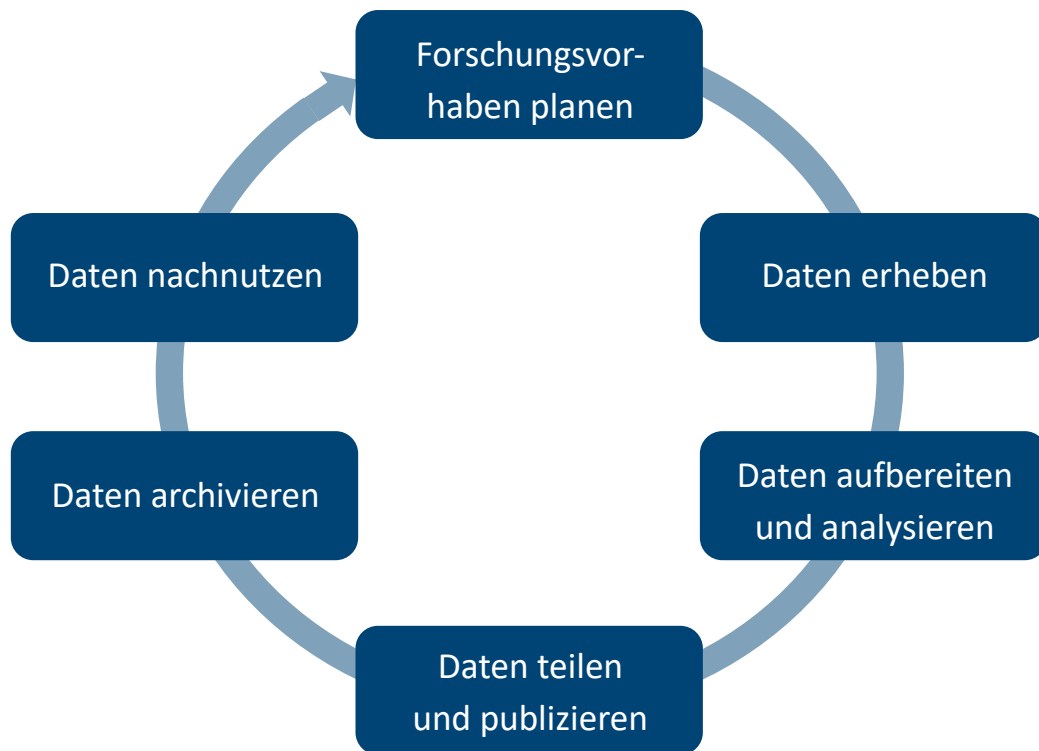 Forschungsvor-
haben planen
Daten nachnutzen
Daten erheben
Daten archivieren
Daten aufbereiten
und analysieren
Daten teilen
und publizieren